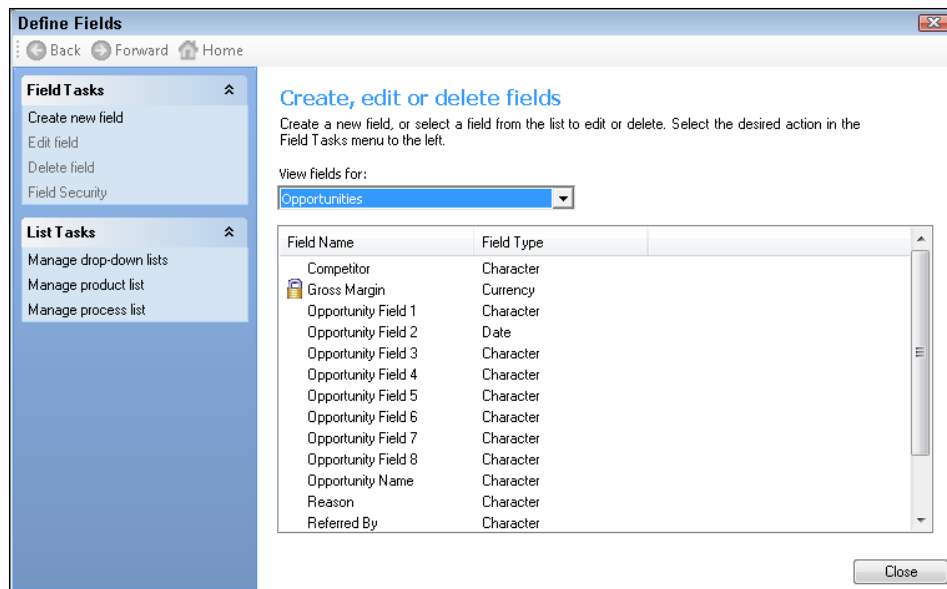 Define Fields
Back Forward Home
Field Tasks
Create new field
Edit field
Delete field
Field Security
List Tasks
Manage drop-down lists
Manage product list
Manage process list
Create, edit or delete fields
Create a new field, or select a field from the list to edit or delete. Select the desired action in the
Field Tasks menu to the left.
View fields for:
Opportunities
Field Name Field Type
Competitor Character
Gross Margin Currency
Opportunity Field 1 Character
Opportunity Field 2 Date
Opportunity Field 3 Character
Opportunity Field 4 Character
Opportunity Field 5 Character
Opportunity Field 6 Character
Opportunity Field 7 Character
Opportunity Field 8 Character
Opportunity Name Character
Reason Character
Referred By Character
Close